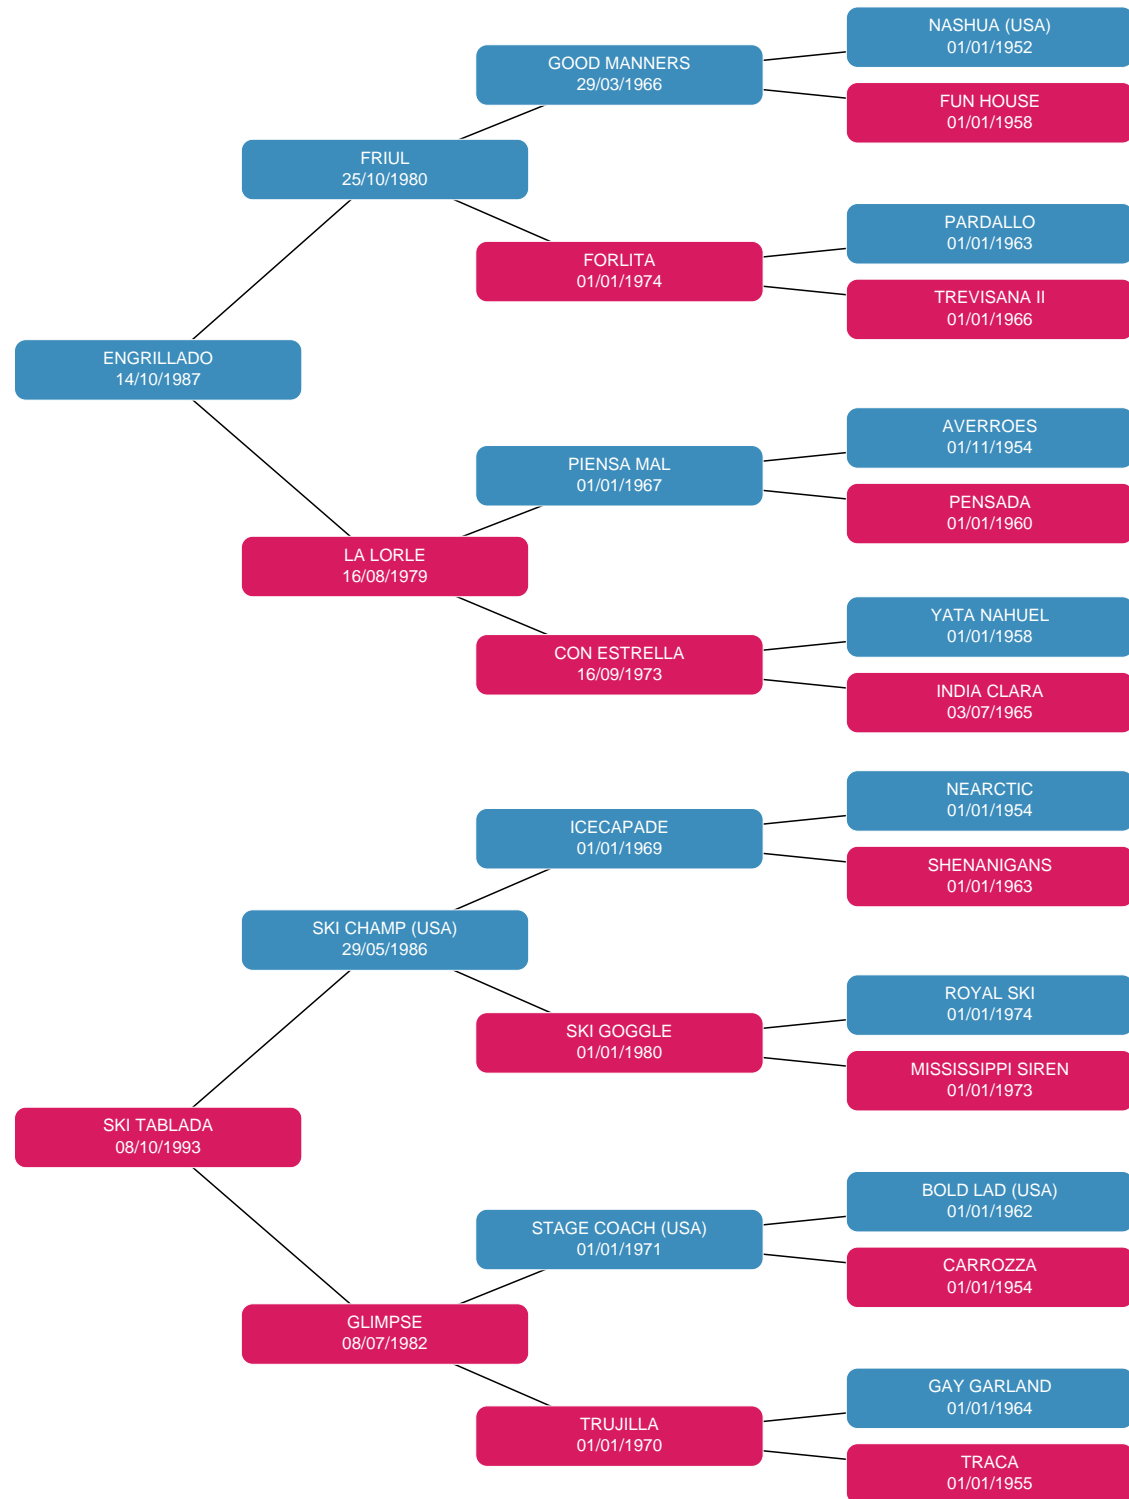 NASHUA (USA)
01/01/1952
GOOD MANNERS
29/03/1966
FUN HOUSE
01/01/1958
FRIUL
25/10/1980
PARDALLO
01/01/1963
FORLITA
01/01/1974
TREVISANA II
01/01/1966
ENGRILLADO
14/10/1987
AVERROES
01/11/1954
PIENSA MAL
01/01/1967
PENSADA
01/01/1960
LA LORLE
16/08/1979
YATA NAHUEL
01/01/1958
CON ESTRELLA
16/09/1973
INDIA CLARA
03/07/1965
NEARCTIC
01/01/1954
ICECAPADE
01/01/1969
SHENANIGANS
01/01/1963
SKI CHAMP (USA)
29/05/1986
ROYAL SKI
01/01/1974
SKI GOGGLE
01/01/1980
MISSISSIPPI SIREN
01/01/1973
SKI TABLADA
08/10/1993
BOLD LAD (USA)
01/01/1962
STAGE COACH (USA)
01/01/1971
CARROZZA
01/01/1954
GLIMPSE
08/07/1982
GAY GARLAND
01/01/1964
TRUJILLA
01/01/1970
TRACA
01/01/1955